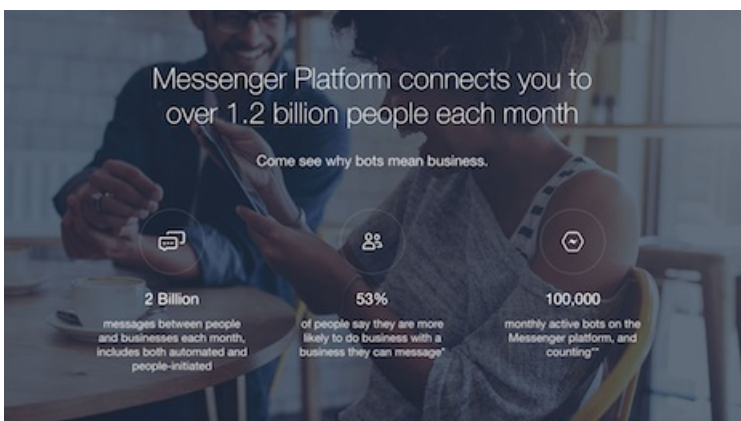 Messenger Platform connects you to
over 1.2 billion people each month
Come see why bots mean business.
2 Billion
messages between people
and businesses each month,
includes both automated and
people-initiated
53%
of people say they are more
likely to do business with a
business they can message*
100,000
monthly active bots on the
Messenger platform, and
counting**